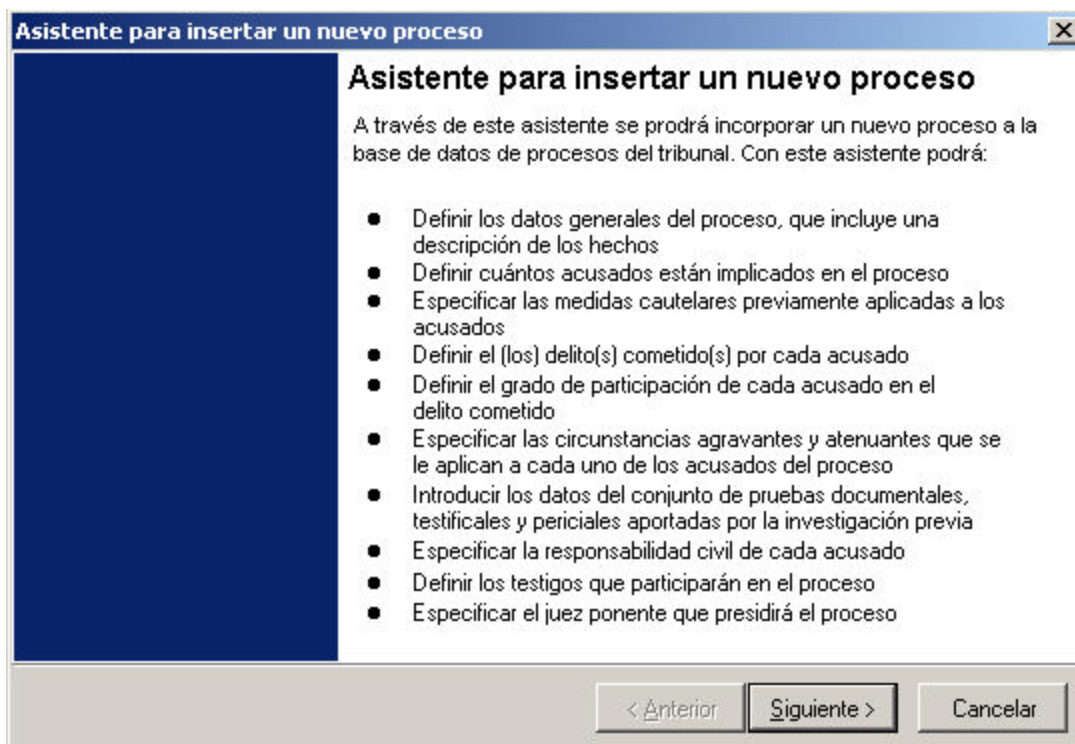 Asistente para insertar un nuevo proceso
Asistente para insertar un nuevo proceso
A través de este asistente se prodrá incorporar un nuevo proceso a la
base de datos de procesos del tribunal. Con este asistente podrá:
● Definir los datos generales del proceso, que incluye una
descripción de los hechos
● Definir cuántos acusados están implicados en el proceso
● Especificar las medidas cautelares previamente aplicadas a los
acusados
● Definir el (los) delito(s) cometido(s) por cada acusado
● Definir el grado de participación de cada acusado en el
delito cometido
● Especificar las circunstancias agravantes y atenuantes que se
le aplican a cada uno de los acusados del proceso
● Introducir los datos del conjunto de pruebas documentales,
testificales y periciales aportadas por la investigación previa
● Especificar la responsabilidad civil de cada acusado
● Definir los testigos que participarán en el proceso
● Especificar el juez ponente que presidirá el proceso
< Anterior Siguiente > Cancelar